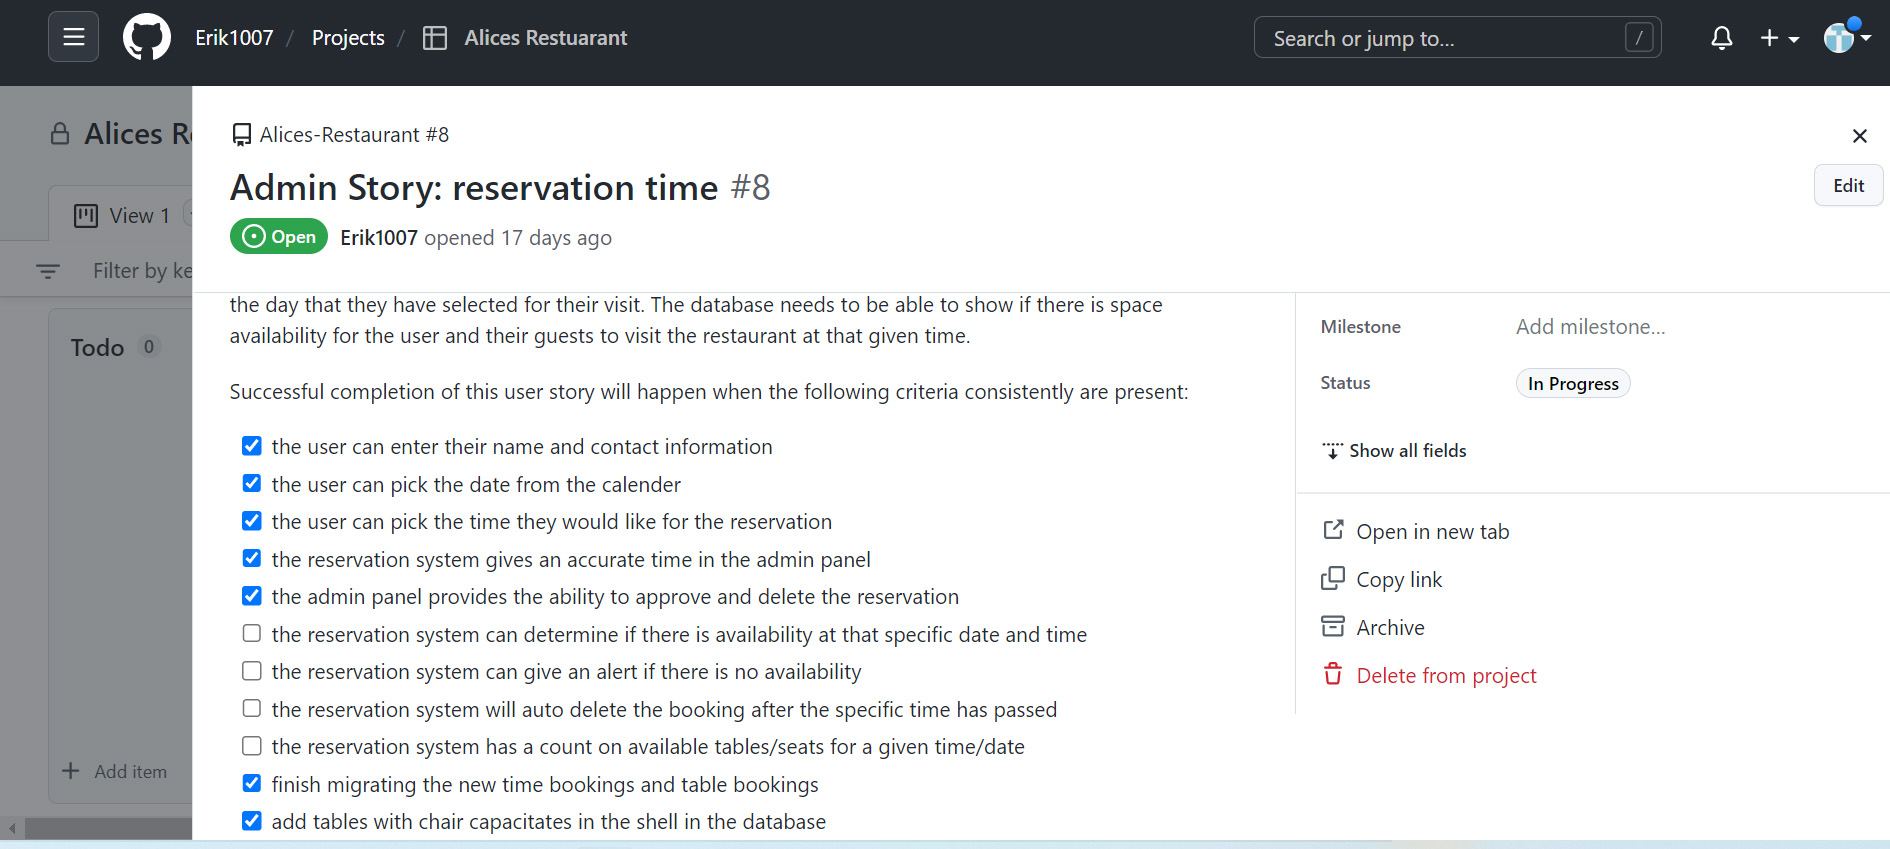 Erik1007 / Projects / Alices Restuarant
Search or jump to...
/
Alices R
Alices-Restaurant #8
Admin Story: reservation time #8
Edit
View 1
Open
Erik1007 opened 17 days ago
Filter by ke
the day that they have selected for their visit. The database needs to be able to show if there is space
availability for the user and their guests to visit the restaurant at that given time.
Milestone
Add milestone...
Todo 0
Status
In Progress
Successful completion of this user story will happen when the following criteria consistently are present:
Show all fields
the user can enter their name and contact information
the user can pick the date from the calender
the user can pick the time they would like for the reservation
the reservation system gives an accurate time in the admin panel
the admin panel provides the ability to approve and delete the reservation
the reservation system can determine if there is availability at that specific date and time
the reservation system can give an alert if there is no availability
the reservation system will auto delete the booking after the specific time has passed
the reservation system has a count on available tables/seats for a given time/date
finish migrating the new time bookings and table bookings
add tables with chair capacitates in the shell in the database
Open in new tab
Copy link
Archive
Delete from project
Add item